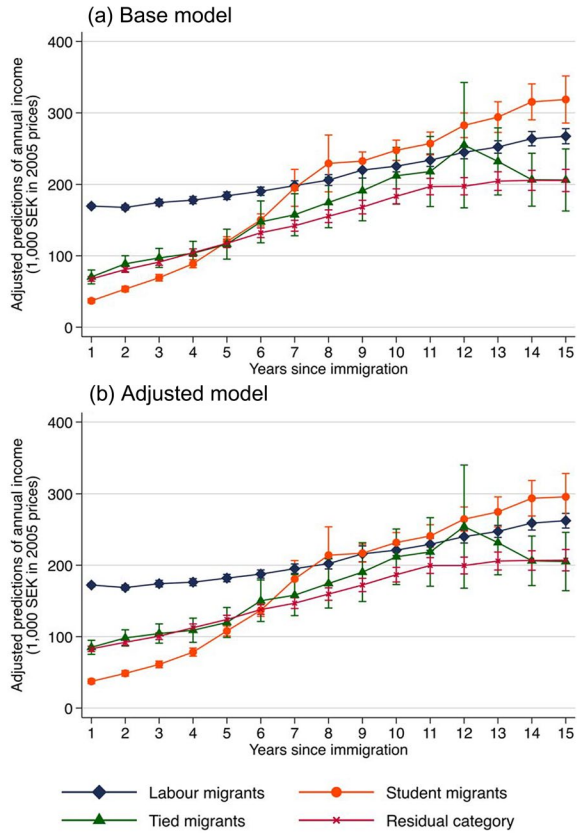 (a) Base model
Adjusted predictions of annual income
(1,000 SEK in 2005 prices)
400
300
200
100
0
1 2 3 4 5 6 7 8 9 10 11 12 13 14 15
Years since immigration
(b) Adjusted model
Adjusted predictions of annual income
(1,000 SEK in 2005 prices)
400
300
200
100
0
1 2 3 4 5 6 7 8 9 10 11 12 13 14 15
Years since immigration
Labour migrants
Student migrants
Tied migrants
Residual category